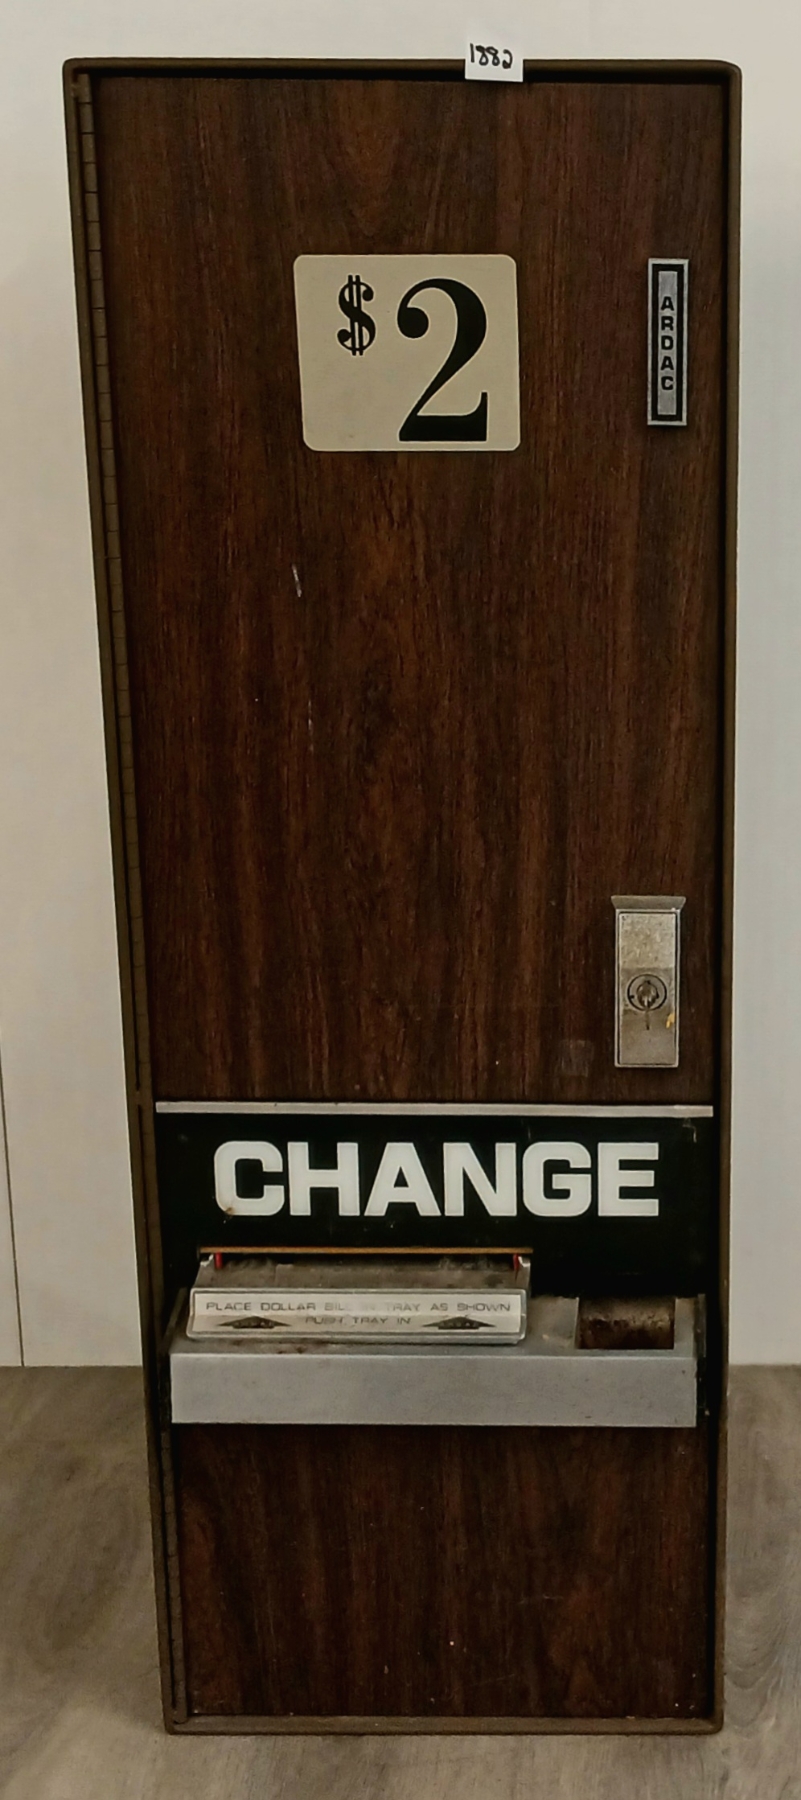 1882
$2
ARDAC
CHANGE
PLACE DOLLAR BILL IN TRAY AS SHOWN
PUSH TRAY IN